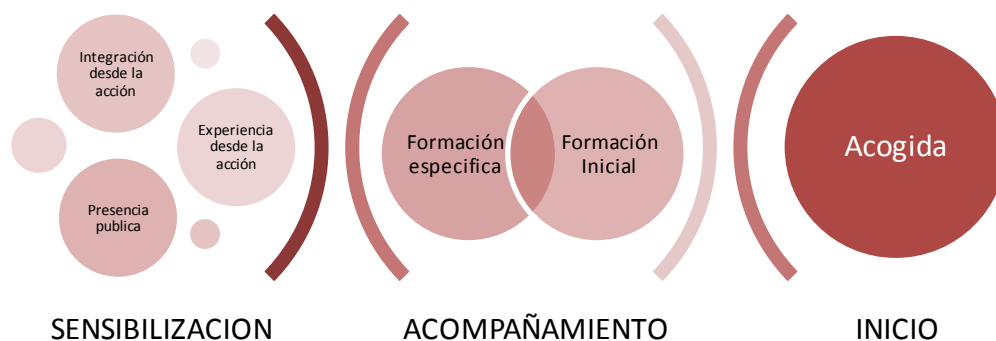 Integración
desde la
acción
Experiencia
desde la
acción
Presencia
publica
SENSIBILIZACION
Formación
especifica
Formación
Inicial
ACOMPAÑAMIENTO
Acogida
INICIO